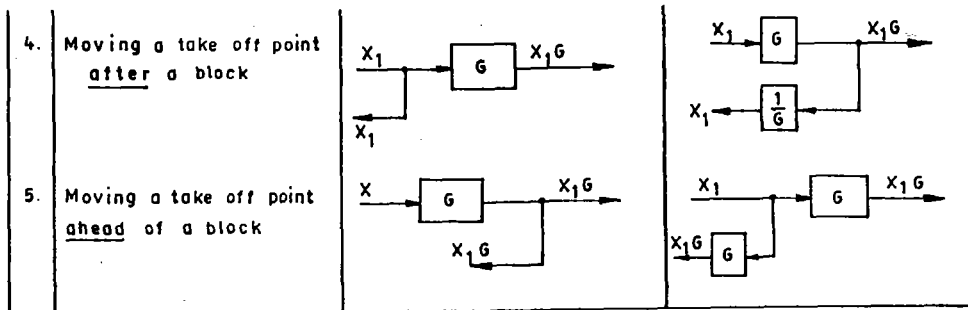 4. Moving a take off point
after a block
X₁ G X₁G
X₁
X₁ G X₁G
X₁ 1/G
5. Moving a take off point
ahead of a block
X G X₁G
X₁G
X₁ G X₁G
X₁G G